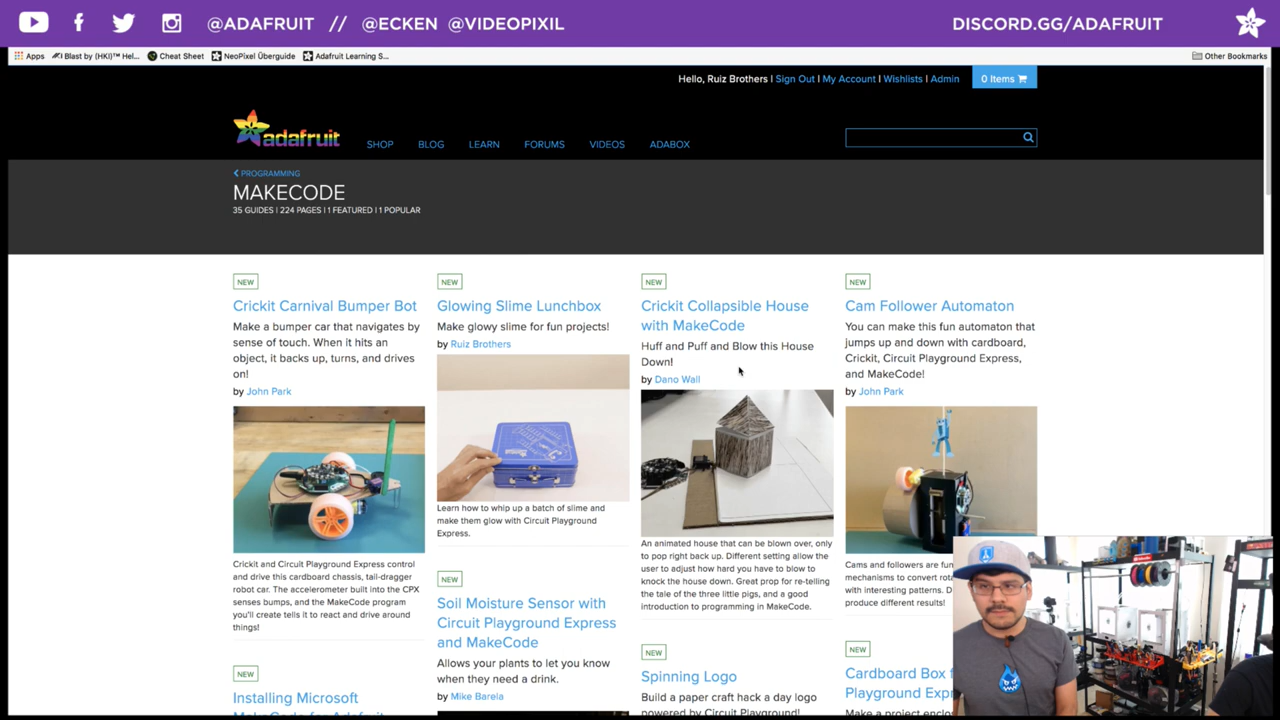 @ADAFRUIT // @ECKEN @VIDEOPIXIL
DISCORD.GG/ADAFRUIT
Apps
Blast by (HKI)™ Hel...
Cheat Sheet
NeoPixel Überguide
Adafruit Learning S...
Other Bookmarks
Hello, Ruiz Brothers | Sign Out | My Account | Wishlists | Admin
0 Items
adafruit
SHOP
BLOG
LEARN
FORUMS
VIDEOS
ADABOX
PROGRAMMING
MAKECODE
35 GUIDES | 224 PAGES | 1 FEATURED | 1 POPULAR
NEW
Crickit Carnival Bumper Bot
Make a bumper car that navigates by
sense of touch. When it hits an
object, it backs up, turns, and drives
on!
by John Park
Crickit and Circuit Playground Express control
and drive this cardboard chassis, tail-dragger
robot car. The accelerometer built into the CPX
senses bumps, and the MakeCode program
you'll create tells it to react and drive around
things!
NEW
Installing Microsoft
NEW
Glowing Slime Lunchbox
Make glowy slime for fun projects!
by Ruiz Brothers
Learn how to whip up a batch of slime and
make them glow with Circuit Playground
Express.
NEW
Soil Moisture Sensor with
Circuit Playground Express
and MakeCode
Allows your plants to let you know
when they need a drink.
by Mike Barela
NEW
Crickit Collapsible House
with MakeCode
Huff and Puff and Blow this House
Down!
by Dano Wall
An animated house that can be blown over, only
to pop right back up. Different setting allow the
user to adjust how hard you have to blow to
knock the house down. Great prop for re-telling
the tale of the three little pigs, and a good
introduction to programming in MakeCode.
NEW
Spinning Logo
Build a paper craft hack a day logo
powered by Circuit Playground!
NEW
Cam Follower Automaton
You can make this fun automaton that
jumps up and down with cardboard,
Crickit, Circuit Playground Express,
and MakeCode!
by John Park
Cams and followers are
mechanisms to convert
with interesting patterns.
produce different results!
NEW
Cardboard Box
Playground
Make a project